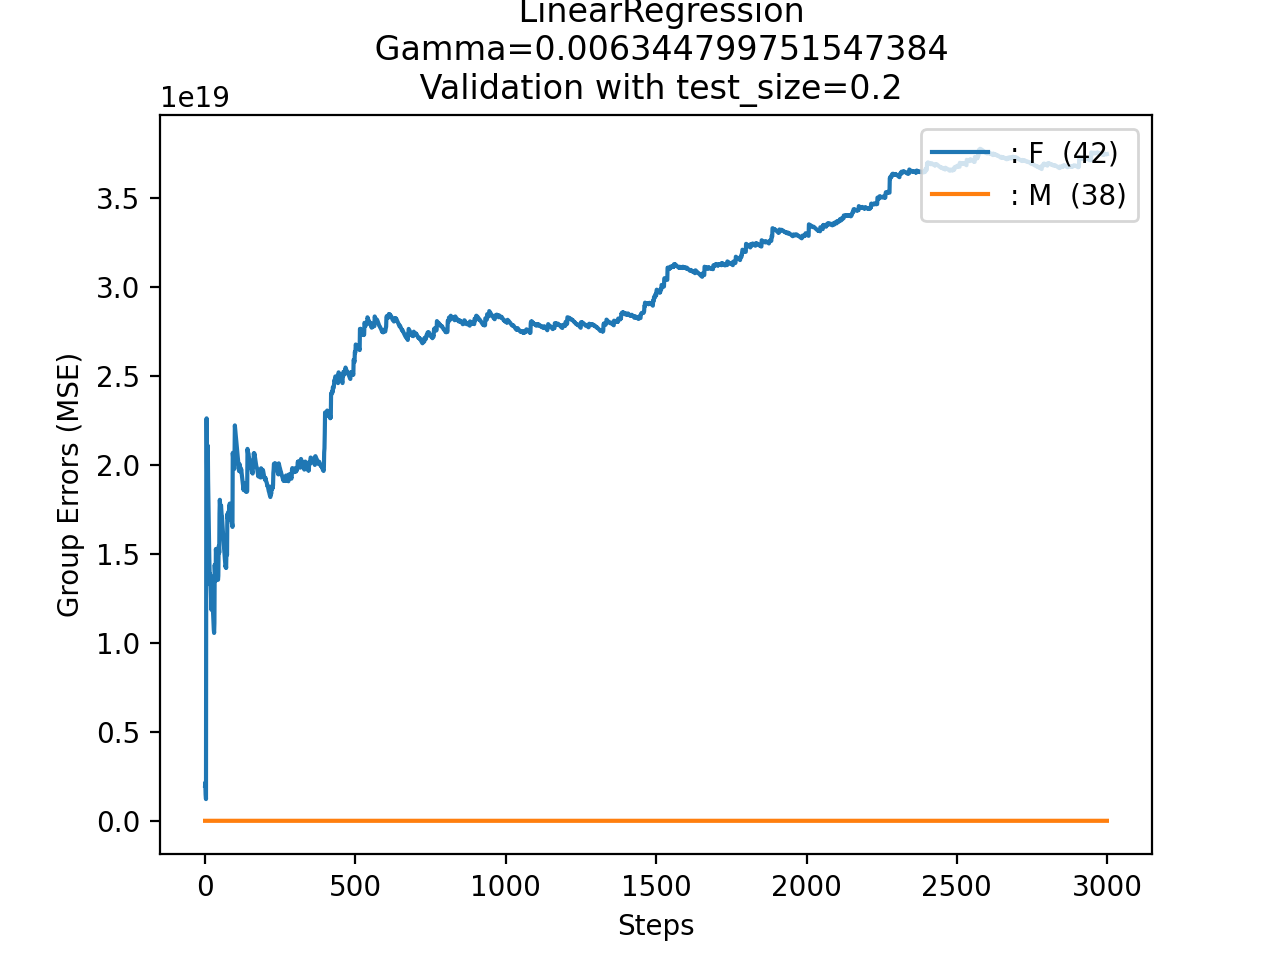 LinearRegression
Gamma=0.006344799751547384
Validation with test_size=0.2
1e19
: F (42)
: M (38)
3.5
3.0
2.5
2.0
1.5
1.0
0.5
0.0
Group Errors (MSE)
0 500 1000 1500 2000 2500 3000
Steps